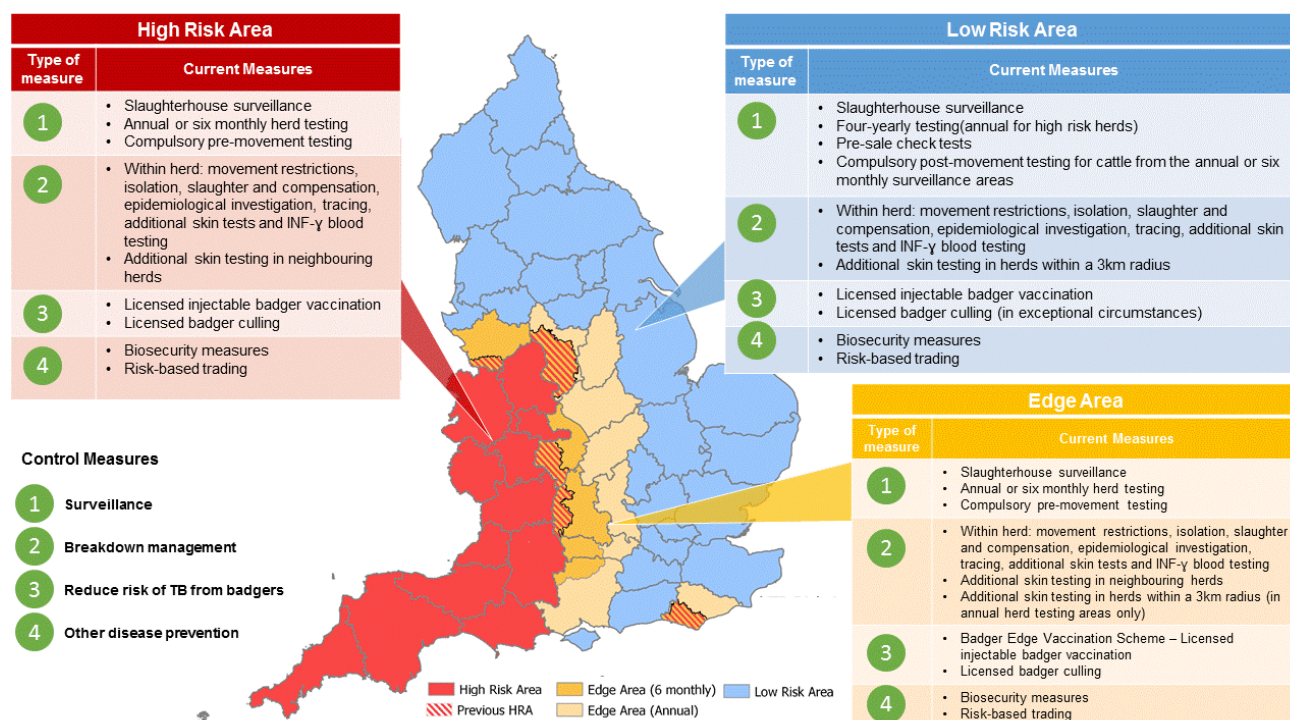 High Risk Area
Type of
measure
Current Measures
1
• Slaughterhouse surveillance
• Annual or six monthly herd testing
• Compulsory pre-movement testing
2
• Within herd: movement restrictions,
isolation, slaughter and compensation,
epidemiological investigation, tracing,
additional skin tests and INF-ɣ blood
testing
• Additional skin testing in neighbouring
herds
3
• Licensed injectable badger vaccination
• Licensed badger culling
4
• Biosecurity measures
• Risk-based trading
Low Risk Area
Type of
measure
Current Measures
1
• Slaughterhouse surveillance
• Four-yearly testing(annual for high risk herds)
• Pre-sale check tests
• Compulsory post-movement testing for cattle from the annual or six
monthly surveillance areas
2
• Within herd: movement restrictions, isolation, slaughter and
compensation, epidemiological investigation, tracing, additional skin
tests and INF-ɣ blood testing
• Additional skin testing in herds within a 3km radius
3
• Licensed injectable badger vaccination
• Licensed badger culling (in exceptional circumstances)
4
• Biosecurity measures
• Risk-based trading
Edge Area
Type of
measure
Current Measures
1
• Slaughterhouse surveillance
• Annual or six monthly herd testing
• Compulsory pre-movement testing
2
• Within herd: movement restrictions, isolation, slaughter
and compensation, epidemiological investigation,
tracing, additional skin tests and INF-ɣ blood testing
• Additional skin testing in neighbouring herds
• Additional skin testing in herds within a 3km radius (in
annual herd testing areas only)
3
• Badger Edge Vaccination Scheme – Licensed
injectable badger vaccination
• Licensed badger culling
4
• Biosecurity measures
• Risk-based trading
Control Measures
1 Surveillance
2 Breakdown management
3 Reduce risk of TB from badgers
4 Other disease prevention
High Risk Area
Edge Area (6 monthly)
Low Risk Area
Previous HRA
Edge Area (Annual)